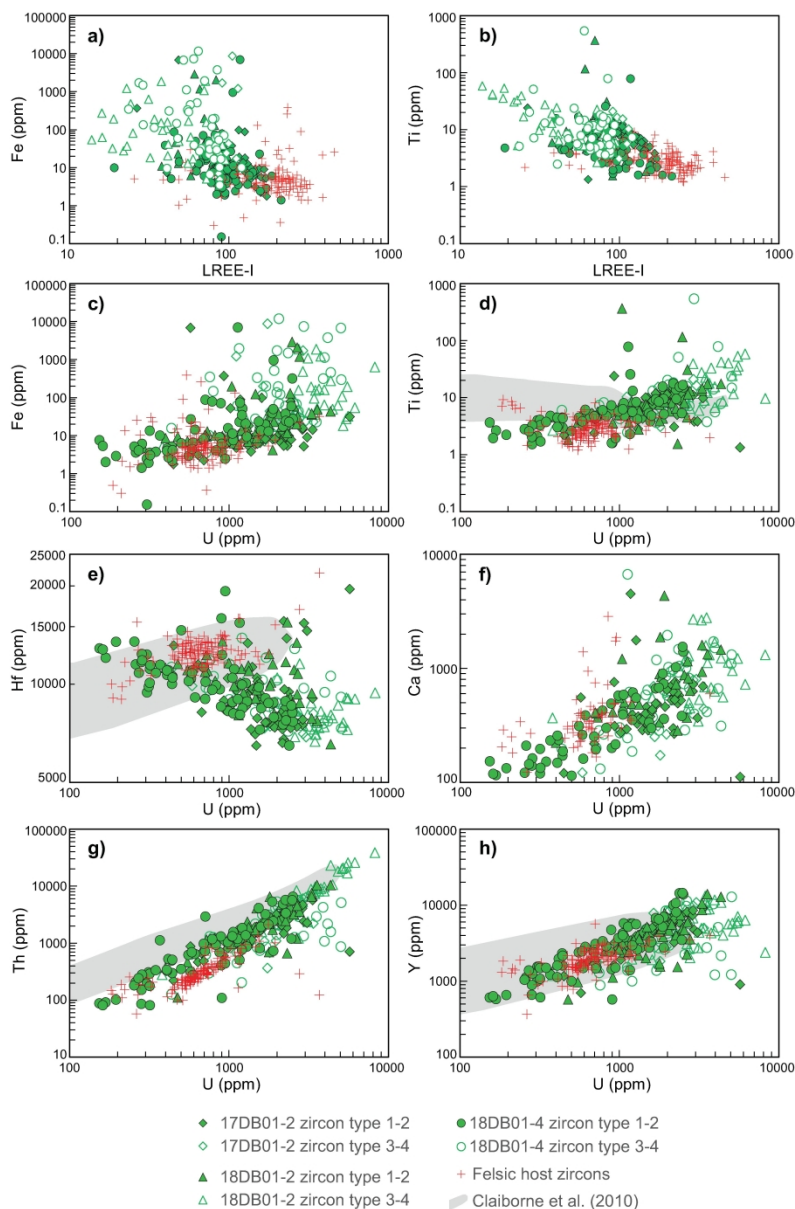 a)
Fe (ppm)
100000
10000
1000
100
10
1
0.1
10
100
1000
LREE-I
b)
Ti (ppm)
1000
100
10
1
0.1
10
100
1000
LREE-I
c)
Fe (ppm)
100000
10000
1000
100
10
1
0.1
100
1000
10000
U (ppm)
d)
Ti (ppm)
1000
100
10
1
0.1
100
1000
10000
U (ppm)
e)
Hf (ppm)
25000
20000
15000
10000
5000
100
1000
10000
U (ppm)
f)
Ca (ppm)
10000
1000
100
100
1000
10000
U (ppm)
g)
Th (ppm)
100000
10000
1000
100
10
100
1000
10000
U (ppm)
h)
Y (ppm)
100000
10000
1000
100
100
1000
10000
U (ppm)
17DB01-2 zircon type 1-2
17DB01-2 zircon type 3-4
18DB01-2 zircon type 1-2
18DB01-2 zircon type 3-4
18DB01-4 zircon type 1-2
18DB01-4 zircon type 3-4
Felsic host zircons
Claiborne et al. (2010)